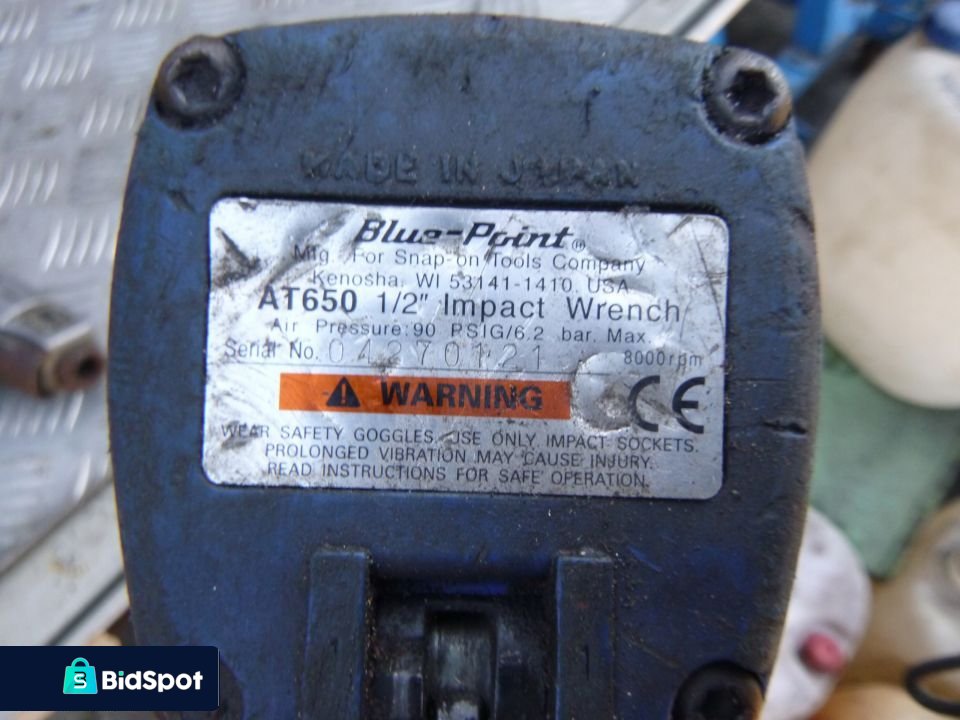 MADE IN JAPAN
Blue-Point®
Mfg. For Snap-on Tools Company
Kenosha, WI 53141-1410, USA
AT650 1/2" Impact Wrench
Air Pressure: 90 PSIG/6.2 bar. Max.
Serial No. 04270121 8000rpm
WARNING CE
WEAR SAFETY GOGGLES, USE ONLY IMPACT SOCKETS.
PROLONGED VIBRATION MAY CAUSE INJURY.
READ INSTRUCTIONS FOR SAFE OPERATION.
BidSpot